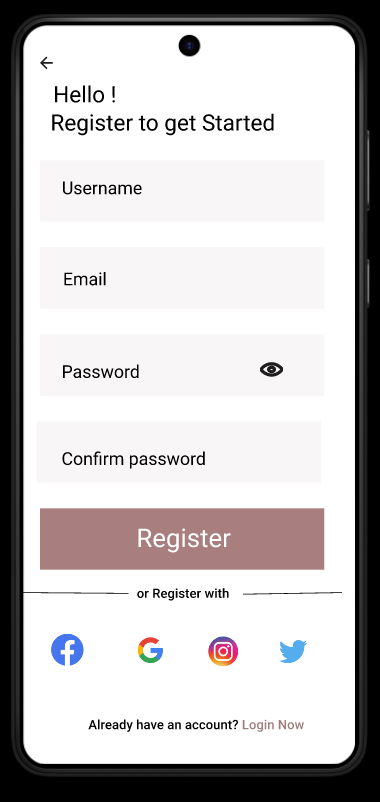 Hello !
Register to get Started
Username
Email
Password
Confirm password
Register
or Register with
Already have an account? Login Now